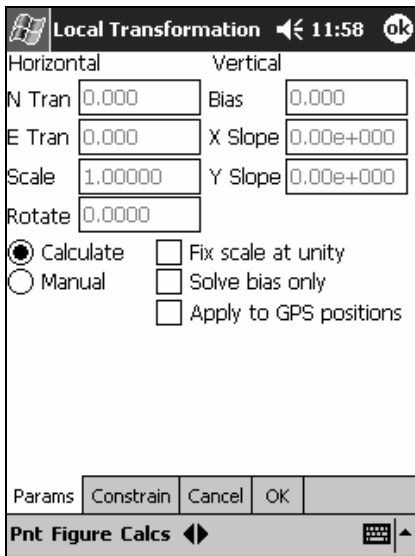 Local Transformation 11:58 ok
Horizontal Vertical
N Tran 0.000 Bias 0.000
E Tran 0.000 X Slope 0.00e+000
Scale 1.00000 Y Slope 0.00e+000
Rotate 0.0000
Calculate Fix scale at unity
Manual Solve bias only
Apply to GPS positions
Params Constrain Cancel OK
Pnt Figure Calcs